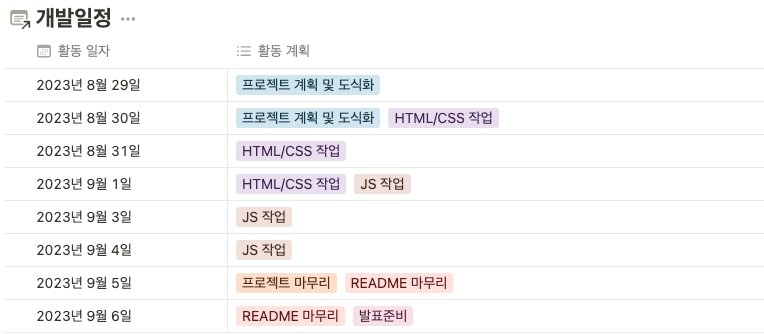 개발일정
활동 일자 활동 계획
2023년 8월 29일 프로젝트 계획 및 도식화
2023년 8월 30일 프로젝트 계획 및 도식화 HTML/CSS 작업
2023년 8월 31일 HTML/CSS 작업
2023년 9월 1일 HTML/CSS 작업 JS 작업
2023년 9월 3일 JS 작업
2023년 9월 4일 JS 작업
2023년 9월 5일 프로젝트 마무리 README 마무리
2023년 9월 6일 README 마무리 발표준비